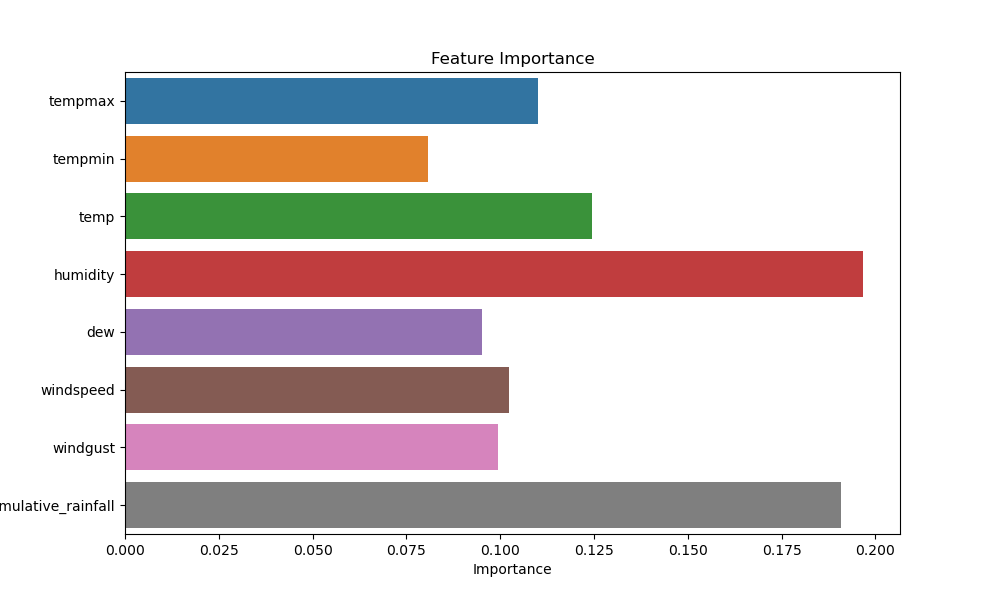 Feature Importance
tempmax
tempmin
temp
humidity
dew
windspeed
windgust
mulative_rainfall
0.000 0.025 0.050 0.075 0.100 0.125 0.150 0.175 0.200
Importance